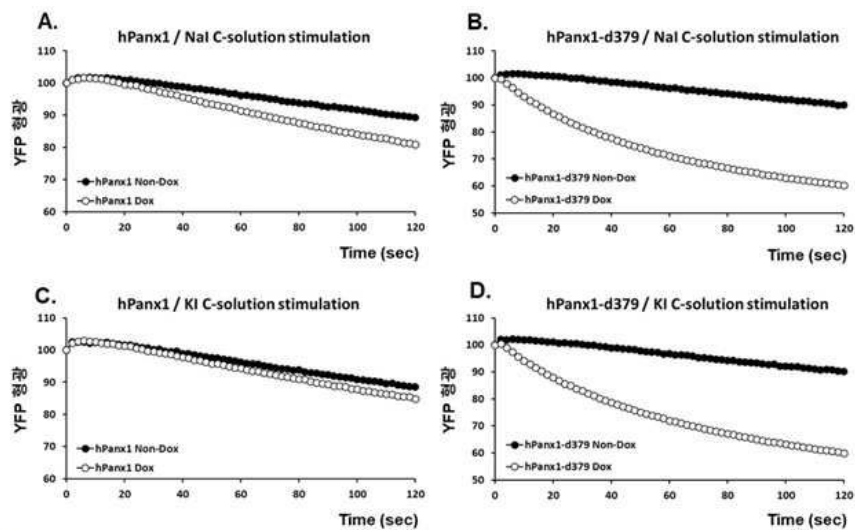 A.
hPanx1 / NaI C-solution stimulation
YFP 형광
110
100
90
80
70
60
hPanx1 Non-Dox
hPanx1 Dox
0 20 40 60 80 100 120
Time (sec)
B.
hPanx1-d379 / NaI C-solution stimulation
YFP 형광
110
100
90
80
70
60
50
hPanx1-d379 Non-Dox
hPanx1-d379 Dox
0 20 40 60 80 100 120
Time (sec)
C.
hPanx1 / KI C-solution stimulation
YFP 형광
110
100
90
80
70
60
hPanx1 Non-Dox
hPanx1 Dox
0 20 40 60 80 100 120
Time (sec)
D.
hPanx1-d379 / KI C-solution stimulation
YFP 형광
110
100
90
80
70
60
50
hPanx1-d379 Non-Dox
hPanx1-d379 Dox
0 20 40 60 80 100 120
Time (sec)